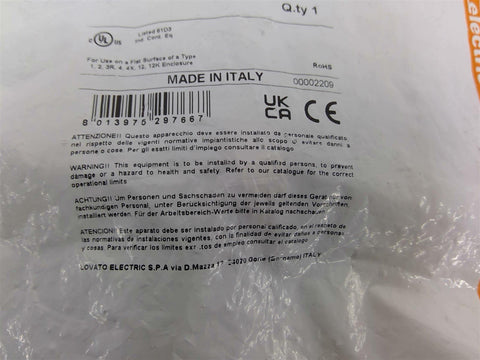 Q.ty 1
Listed 61D3
Ind. Cont. Eq.
C UL US
For Use on a Flat Surface of a Type
1, 2, 3R, 4, 4X, 12, 12K Enclosure
RoHS
MADE IN ITALY
00002209
8 013975 297667
UK CA CE
ATTENZIONE!! Questo apparecchio deve essere installato da personale qualificato,
nel rispetto delle vigenti normative impiantistiche allo scopo di evitare danni a
persone o cose. Per gli esatti limiti d'impiego consultare il catalogo.
WARNING!! This equipment is to be installed by a qualified persons, to prevent
damage or a hazard to health and safety. Refer to our catalogue for the correct
operational limits.
ACHTUNG!! Um Personen und Sachschaden zu vermeiden darf dieses Gerät nur von
fachkundigen Personal, unter Berücksichtigung der jeweils geltenden Vorschriften,
installiert werden. Für der Arbeitsbereich-Werte bitte in Katalog nachschauen.
ATENCION!! Este aparato debe ser instalado por personal calificado, en el respeto de
las normativas de instalaciones vigentes, con la finalidad de evitar daños a personas
y cosas. Para verificar los limites exactos de empleo consultar el catálogo
LOVATO ELECTRIC S.P.A via D.Mazza 12, 24020 Gorle (Bergamo) ITALY
electric